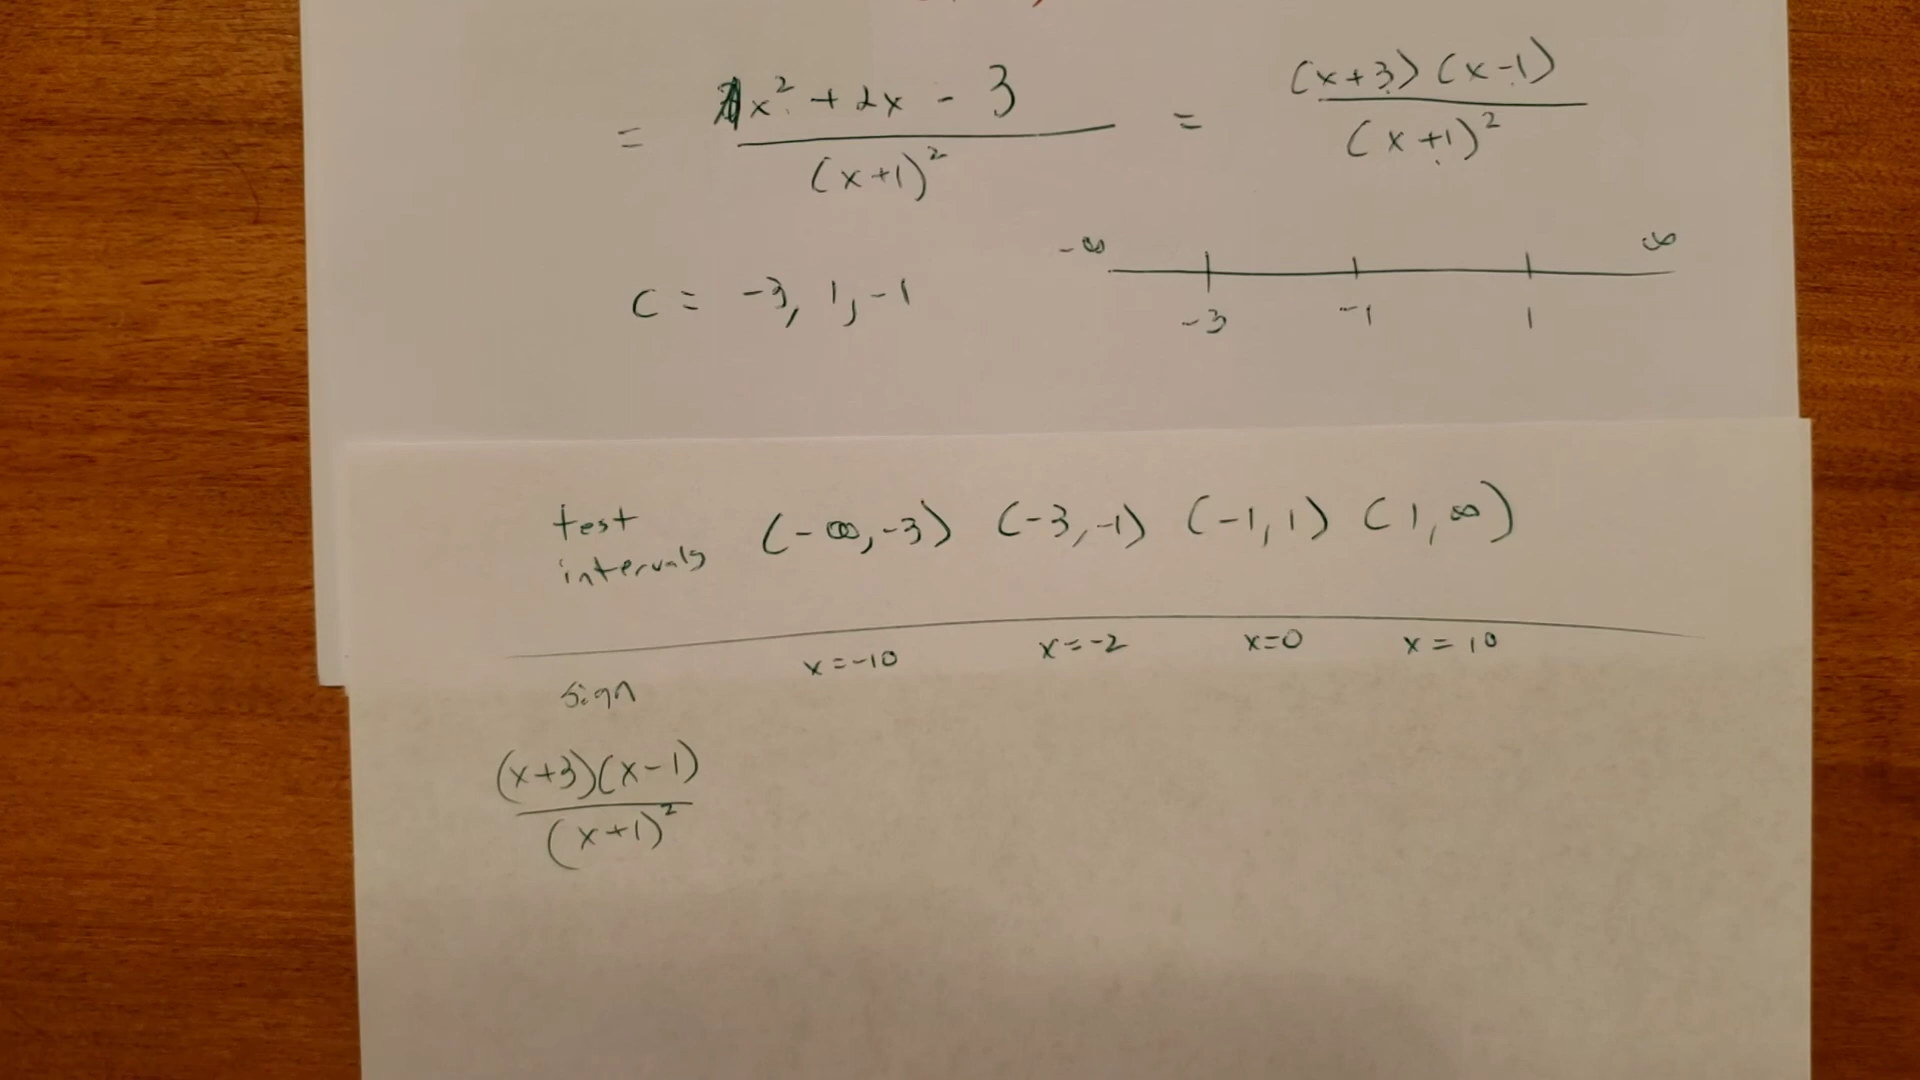 = x² + 2x - 3 / (x+1)² = (x+3)(x-1) / (x+1)²
C = -3, 1, -1
-∞ ∞
-3 -1 1
test intervals (-∞,-3) (-3,-1) (-1,1) (1,∞)
x=-10 x=-2 x=0 x=10
sign
(x+3)(x-1)
(x+1)²